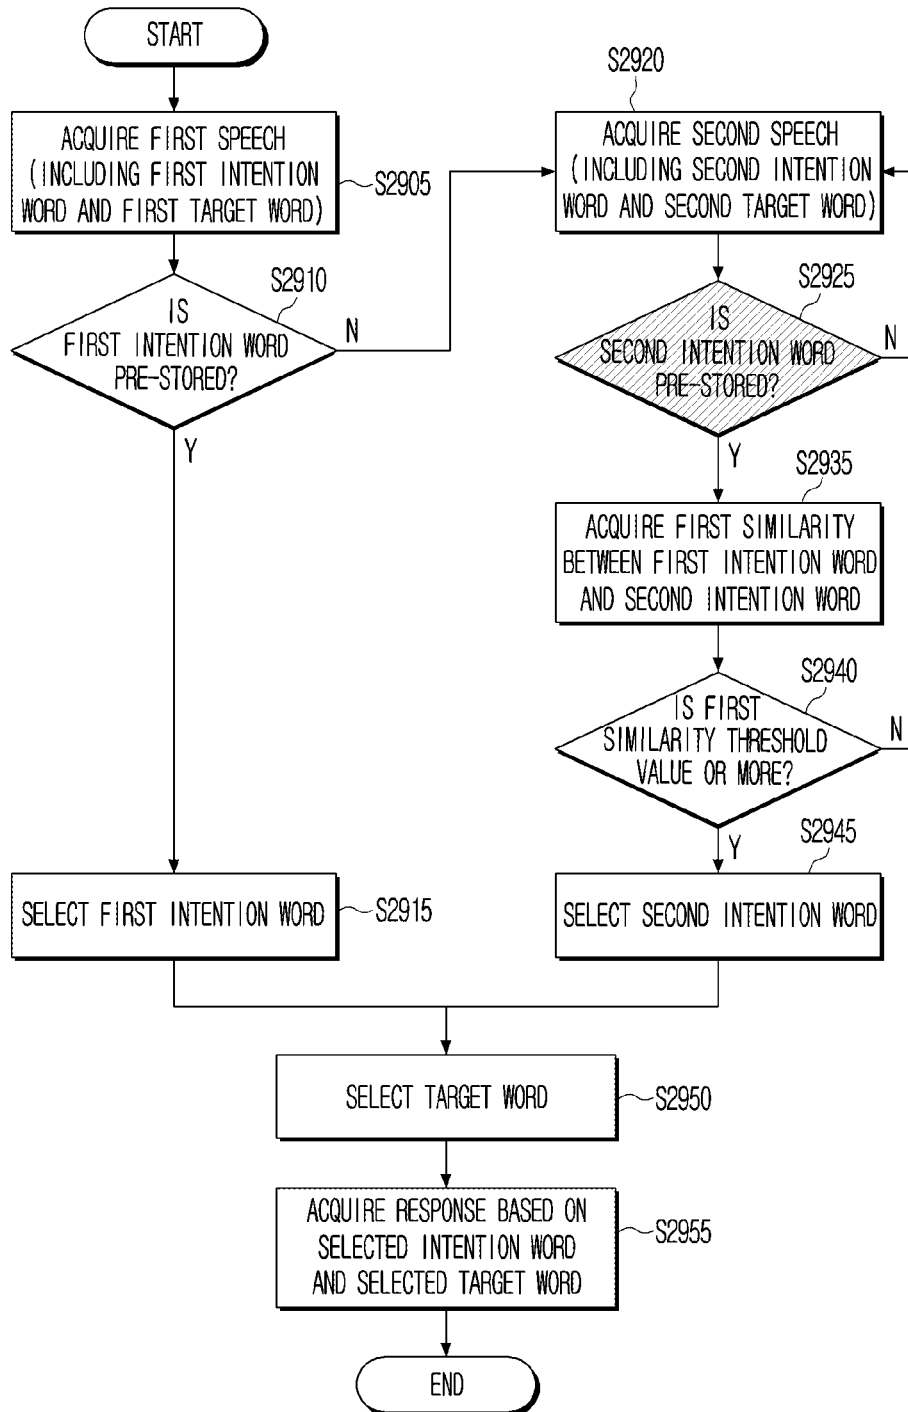 START
ACQUIRE FIRST SPEECH
(INCLUDING FIRST INTENTION
WORD AND FIRST TARGET WORD)
S2905
S2910
IS
FIRST INTENTION WORD
PRE-STORED?
N
Y
S2920
ACQUIRE SECOND SPEECH
(INCLUDING SECOND INTENTION
WORD AND SECOND TARGET WORD)
S2925
IS
SECOND INTENTION WORD
PRE-STORED?
N
Y
S2935
ACQUIRE FIRST SIMILARITY
BETWEEN FIRST INTENTION WORD
AND SECOND INTENTION WORD
S2940
IS FIRST
SIMILARITY THRESHOLD
VALUE OR MORE?
N
Y
SELECT FIRST INTENTION WORD
S2915
S2945
SELECT SECOND INTENTION WORD
SELECT TARGET WORD
S2950
ACQUIRE RESPONSE BASED ON
SELECTED INTENTION WORD
AND SELECTED TARGET WORD
S2955
END